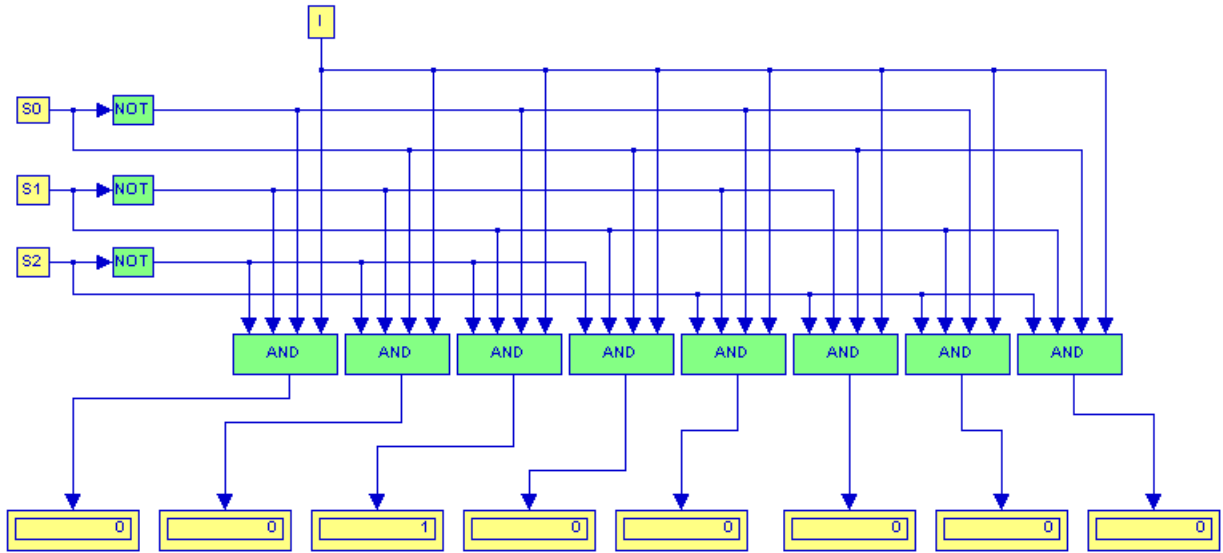 I
S0 NOT
S1 NOT
S2 NOT
AND AND AND AND AND AND AND AND
0 0 1 0 0 0 0 0